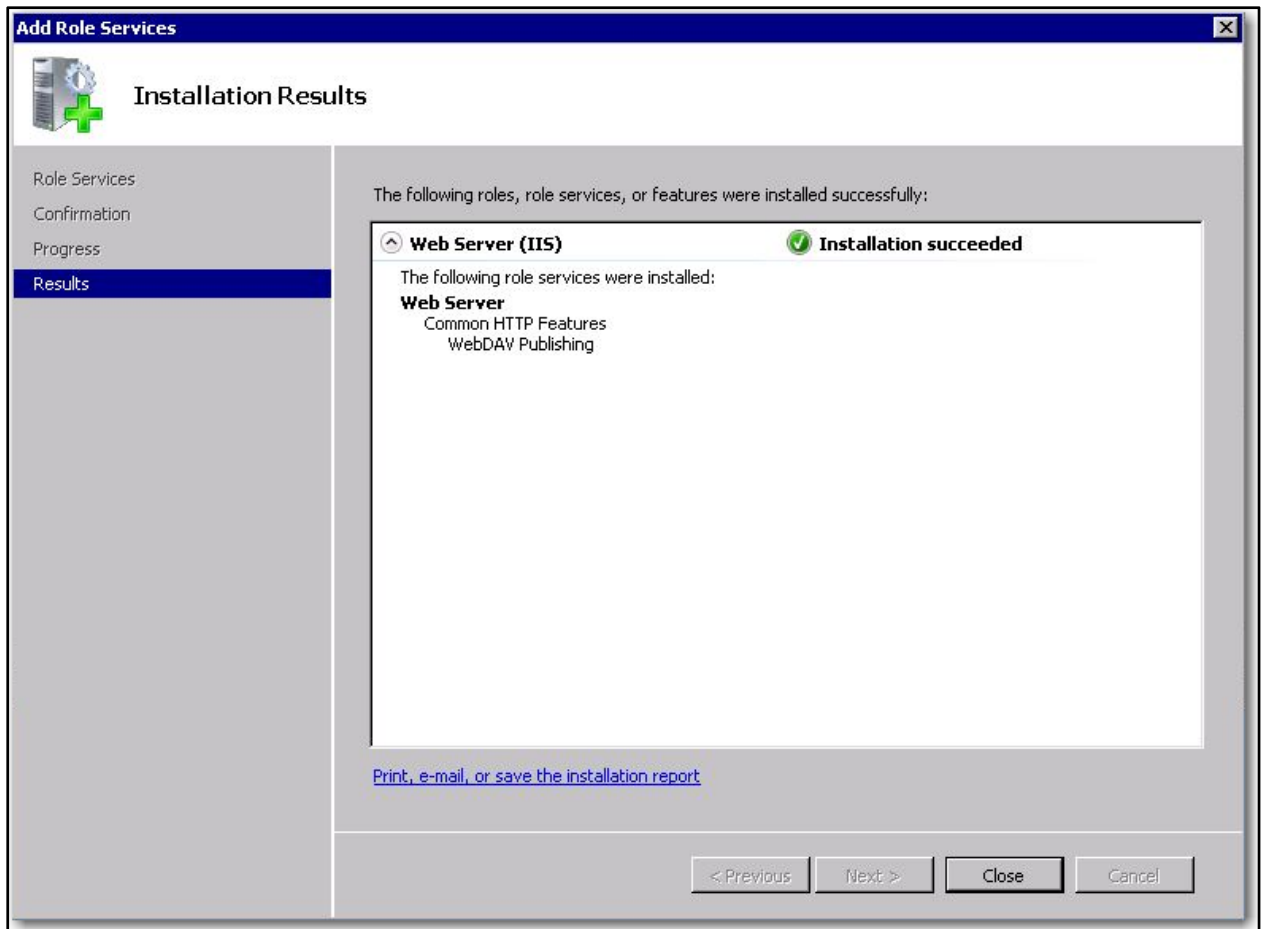 Add Role Services
Installation Results
Role Services
Confirmation
Progress
Results
The following roles, role services, or features were installed successfully:
Web Server (IIS) Installation succeeded
The following role services were installed:
Web Server
Common HTTP Features
WebDAV Publishing
Print, e-mail, or save the installation report
< Previous Next > Close Cancel